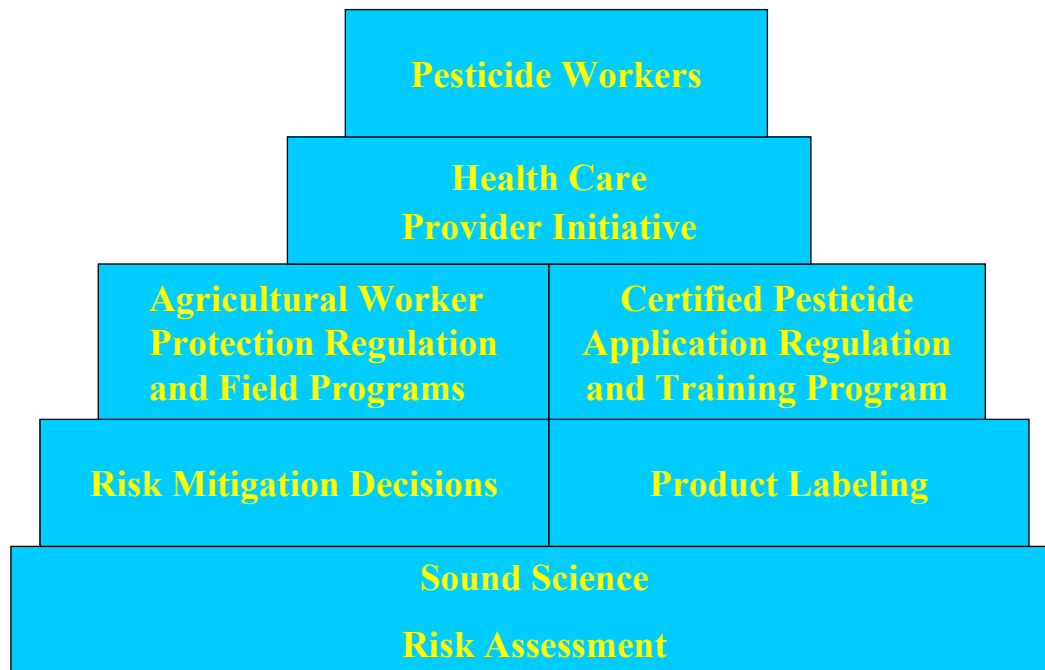 Pesticide Workers
Health Care
Provider Initiative
Agricultural Worker
Protection Regulation
and Field Programs
Certified Pesticide
Application Regulation
and Training Program
Risk Mitigation Decisions
Product Labeling
Sound Science
Risk Assessment